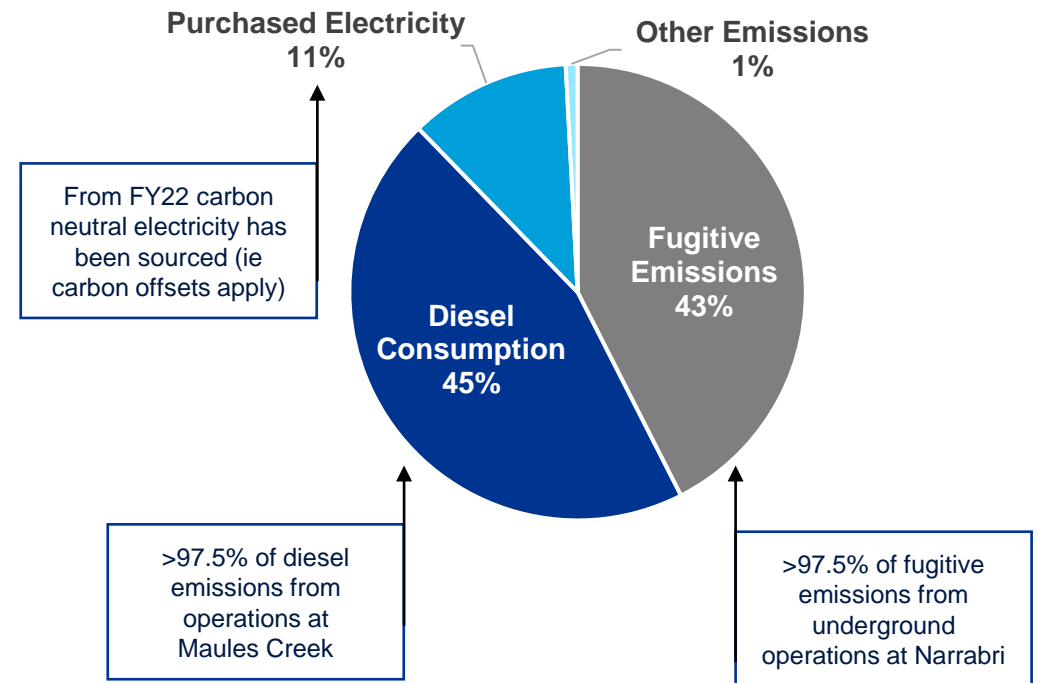 Purchased Electricity
11%
Other Emissions
1%
From FY22 carbon
neutral electricity has
been sourced (ie
carbon offsets apply)
Fugitive
Emissions
43%
Diesel
Consumption
45%
>97.5% of diesel
emissions from
operations at
Maules Creek
>97.5% of fugitive
emissions from
underground
operations at Narrabri